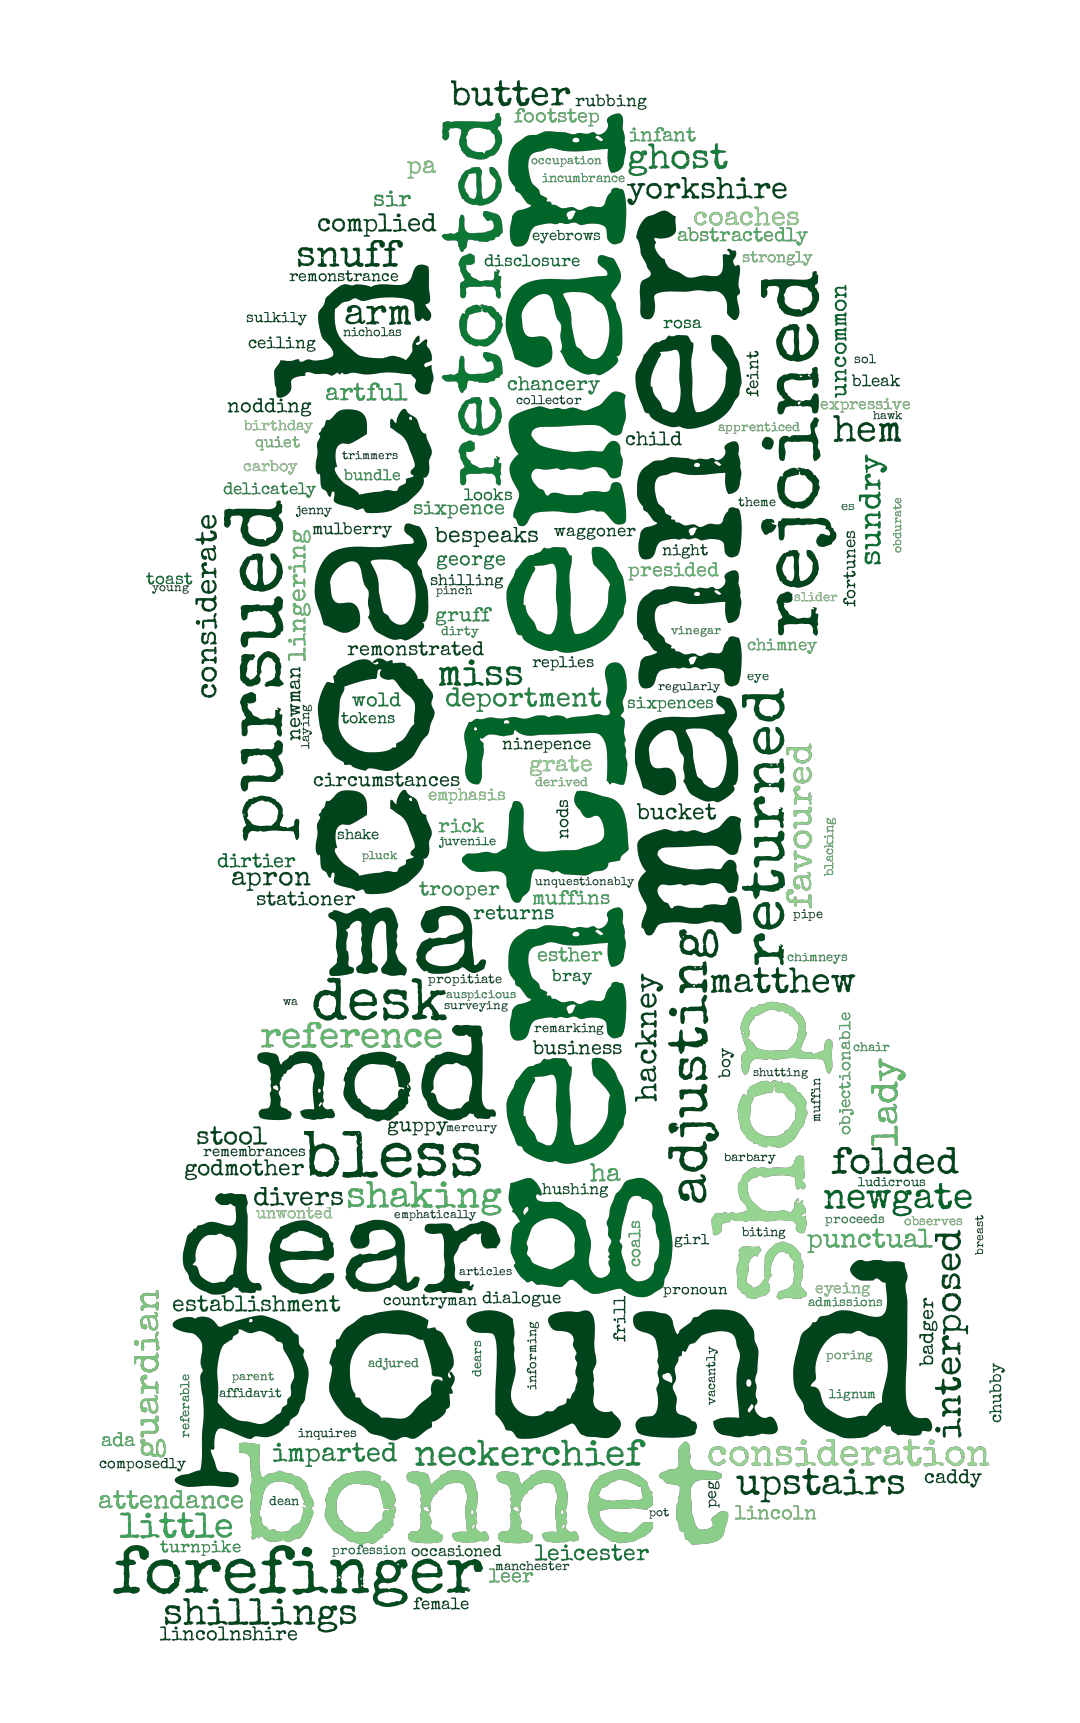 butter
rubbing
footstep
infant
pa
retorted
occupation
incumbrance
ghost
yorkshire
sir
complied
gentleman
eyebrows
coaches
abstractedly
strongly
snuff
remonstrance
disclosure
manner
coach
arm
nicholas
sulkily
ceiling
rosa
rejoined
uncommon
feint
sol
bleak
artful
chancery
collector
nodding
expressive
hawk
birthday
quiet
child
apprenticed
hem
trimmers
bundle
carboy
delicately
looks
sixpence
theme
sundry
es
obdurate
jenny
mulberry
bespeaks
waggoner
pursued
considerate
lingering
george
night
fortunes
toast
young
shilling
pinch
presided
slider
gruff
dirty
vinegar
remonstrated
replies
chimney
miss
deportment
regularly
eye
wold
tokens
newman
laying
sixpences
returned
favoured
ninepence
grate
derived
circumstances
emphasis
nods
bucket
shake
pluck
rick
juvenile
blacking
dirtier
apron
stationer
trooper
unquestionably
muffins
returns
pipe
ma
esther
bray
adjusting
chimneys
propitiate
auspicious
surveying
matthew
wa
desk
hackney
reference
remarking
business
shop
objectionable
chair
nod
boy
shutting
muffin
lady
guppy
mercury
stool
remembrances
godmother
bless
barbary
folded
ludicrous
ha
hushing
divers
shaking
newgate
unwonted
emphatically
dear
proceeds
observes
breast
coals
girl
biting
punctual
interposed
articles
pronoun
eyeing
admissions
establishment
countryman
dialogue
frill
guardian
pound
badger
parent
affidavit
adjured
dears
informing
vacantly
poring
lignum
chubby
referable
inquires
ada
composedly
imparted
neckerchief
consideration
upstairs
caddy
bonnet
dean
peg
pot
attendance
little
turnpike
lincoln
profession
occasioned
leicester
manchester
forefinger
leer
female
shillings
lincolnshire